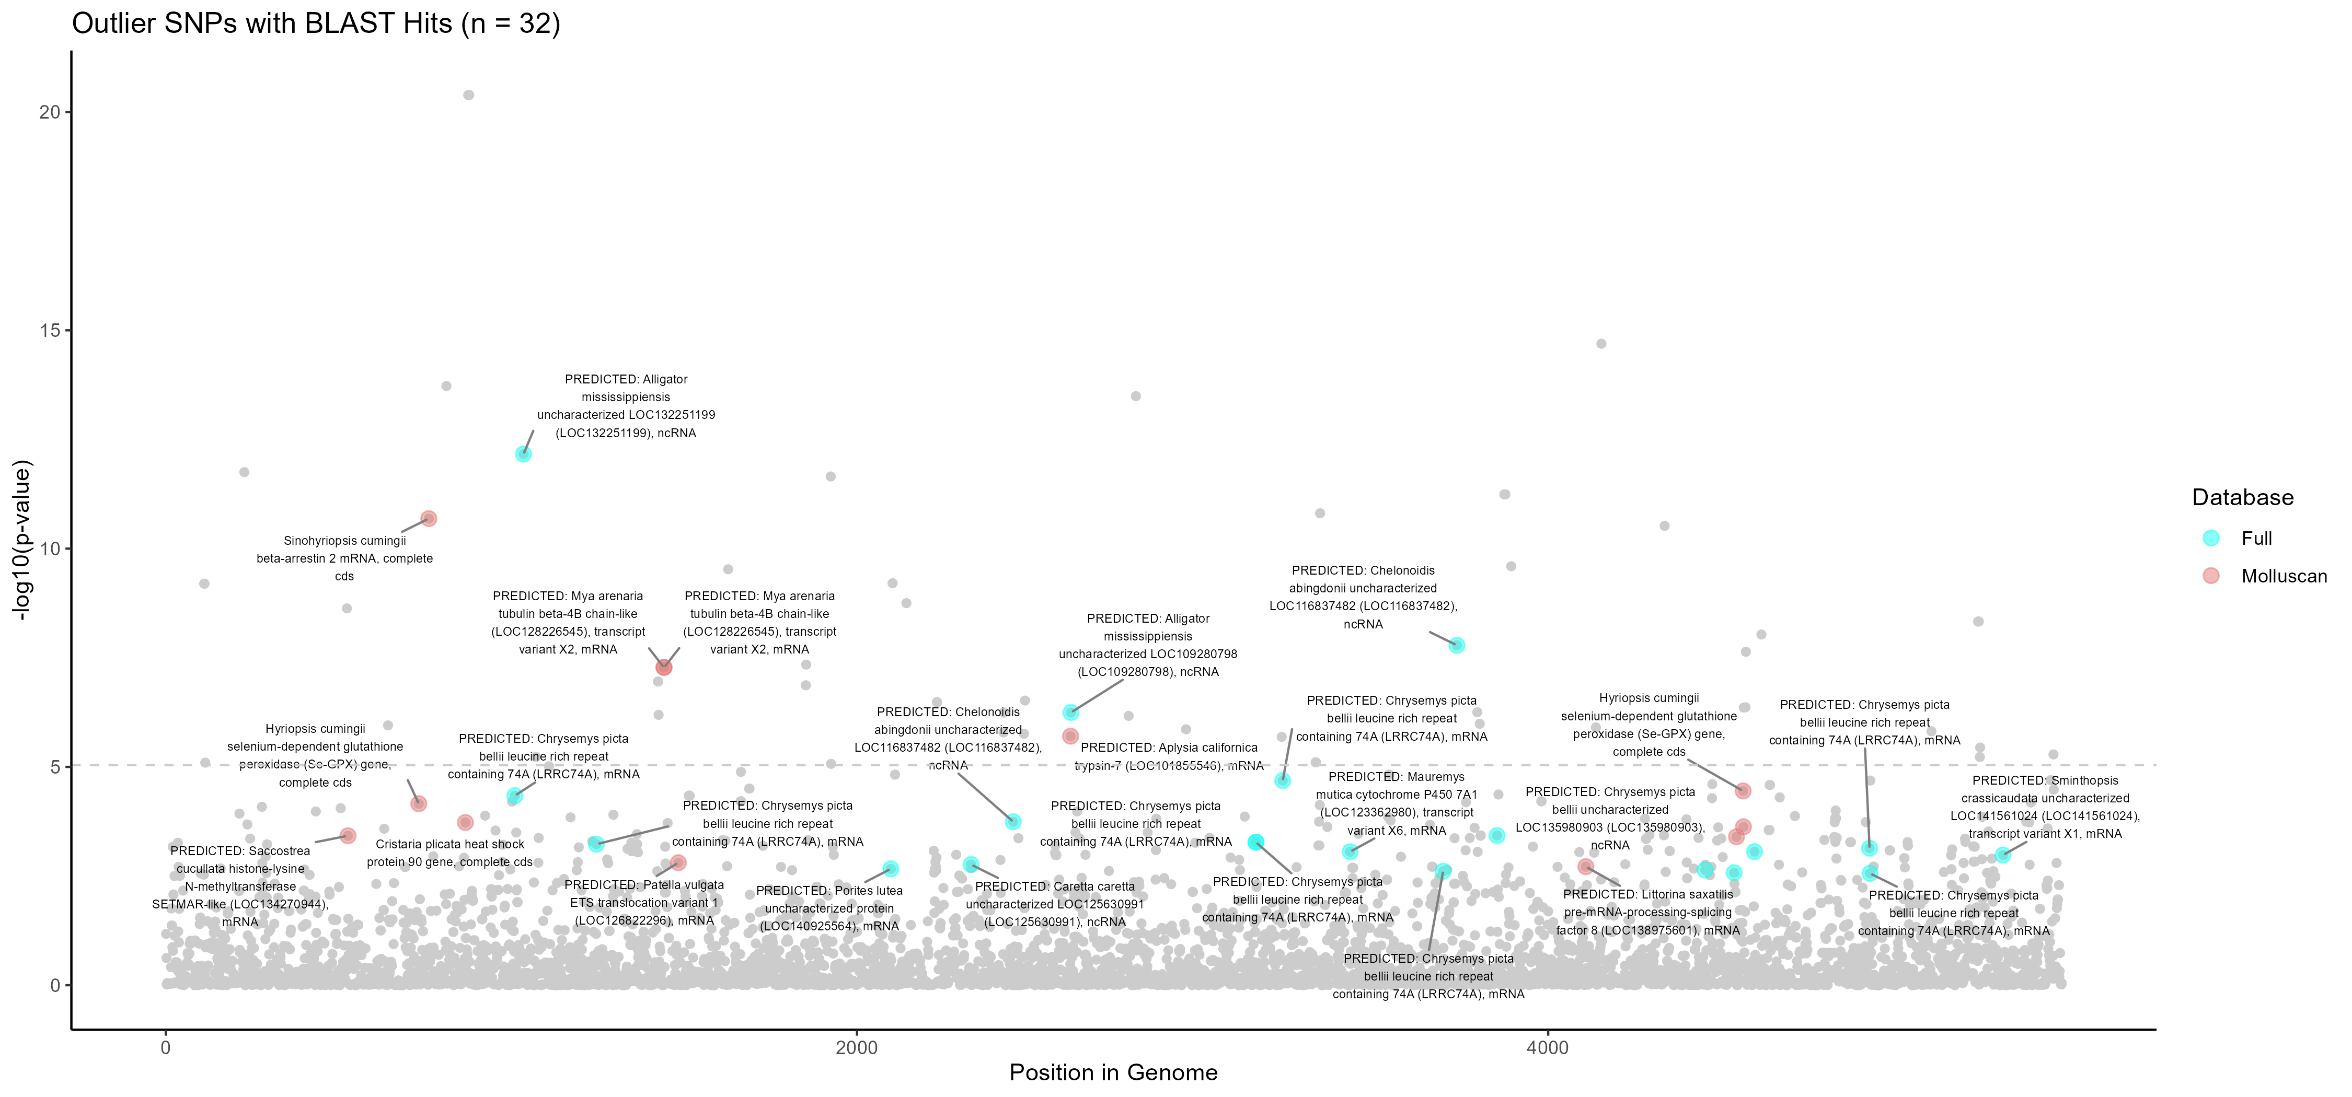 Outlier SNPs with BLAST Hits (n = 32)
20
15
10
5
0
-log10(p-value)
0
2000
4000
Position in Genome
Database
Full
Molluscan
PREDICTED: Alligator
mississippiensis
uncharacterized LOC132251199
(LOC132251199), ncRNA
Sinohyriopsis cumingii
beta-arrestin 2 mRNA, complete
cds
PREDICTED: Mya arenaria
tubulin beta-4B chain-like
(LOC128226545), transcript
variant X2, mRNA
PREDICTED: Mya arenaria
tubulin beta-4B chain-like
(LOC128226545), transcript
variant X2, mRNA
PREDICTED: Chelonoidis
abingdonii uncharacterized
LOC116837482 (LOC116837482),
ncRNA
PREDICTED: Alligator
mississippiensis
uncharacterized LOC109280798
(LOC109280798), ncRNA
Hyriopsis cumingii
selenium-dependent glutathione
peroxidase (Se-GPX) gene,
complete cds
PREDICTED: Chrysemys picta
bellii leucine rich repeat
containing 74A (LRRC74A), mRNA
PREDICTED: Chelonoidis
abingdonii uncharacterized
LOC116837482 (LOC116837482),
ncRNA
PREDICTED: Aplysia californica
trypsin-7 (LOC101855546), mRNA
PREDICTED: Chrysemys picta
bellii leucine rich repeat
containing 74A (LRRC74A), mRNA
PREDICTED: Mauremys
mutica cytochrome P450 7A1
(LOC123362980), transcript
variant X6, mRNA
Hyriopsis cumingii
selenium-dependent glutathione
peroxidase (Se-GPX) gene,
complete cds
PREDICTED: Chrysemys picta
bellii leucine rich repeat
containing 74A (LRRC74A), mRNA
PREDICTED: Chrysemys picta
bellii uncharacterized
LOC135980903 (LOC135980903),
ncRNA
PREDICTED: Sminthopsis
crassicaudata uncharacterized
LOC141561024 (LOC141561024),
transcript variant X1, mRNA
PREDICTED: Saccostrea
cucullata histone-lysine
N-methyltransferase
SETMAR-like (LOC134270944),
mRNA
Cristaria plicata heat shock
protein 90 gene, complete cds
PREDICTED: Chrysemys picta
bellii leucine rich repeat
containing 74A (LRRC74A), mRNA
PREDICTED: Patella vulgata
ETS translocation variant 1
(LOC126822296), mRNA
PREDICTED: Porites lutea
uncharacterized protein
(LOC140925564), mRNA
PREDICTED: Caretta caretta
uncharacterized LOC125630991
(LOC125630991), ncRNA
PREDICTED: Chrysemys picta
bellii leucine rich repeat
containing 74A (LRRC74A), mRNA
PREDICTED: Chrysemys picta
bellii leucine rich repeat
containing 74A (LRRC74A), mRNA
PREDICTED: Chrysemys picta
bellii leucine rich repeat
containing 74A (LRRC74A), mRNA
PREDICTED: Littorina saxatilis
pre-mRNA-processing-splicing
factor 8 (LOC138975601), mRNA
PREDICTED: Chrysemys picta
bellii leucine rich repeat
containing 74A (LRRC74A), mRNA